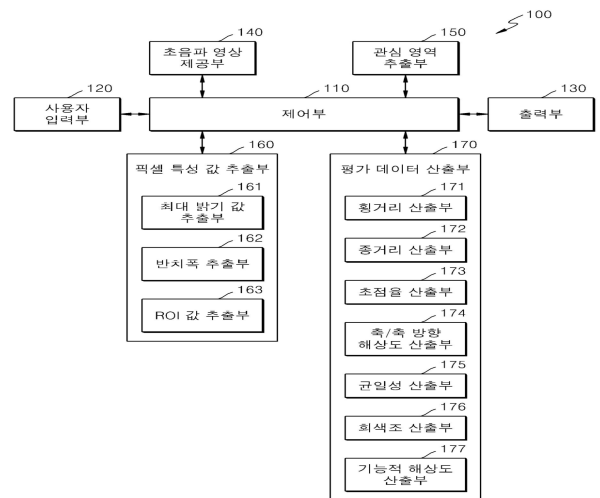 100
140
초음파 영상
제공부
150
관심 영역
추출부
120
사용자
입력부
110
제어부
130
출력부
160
픽셀 특성 값 추출부
161
최대 밝기 값
추출부
162
반치폭 추출부
163
ROI 값 추출부
170
평가 데이터 산출부
171
횡거리 산출부
172
종거리 산출부
173
초점율 산출부
174
축/측 방향
해상도 산출부
175
균일성 산출부
176
회색조 산출부
177
기능적 해상도
산출부